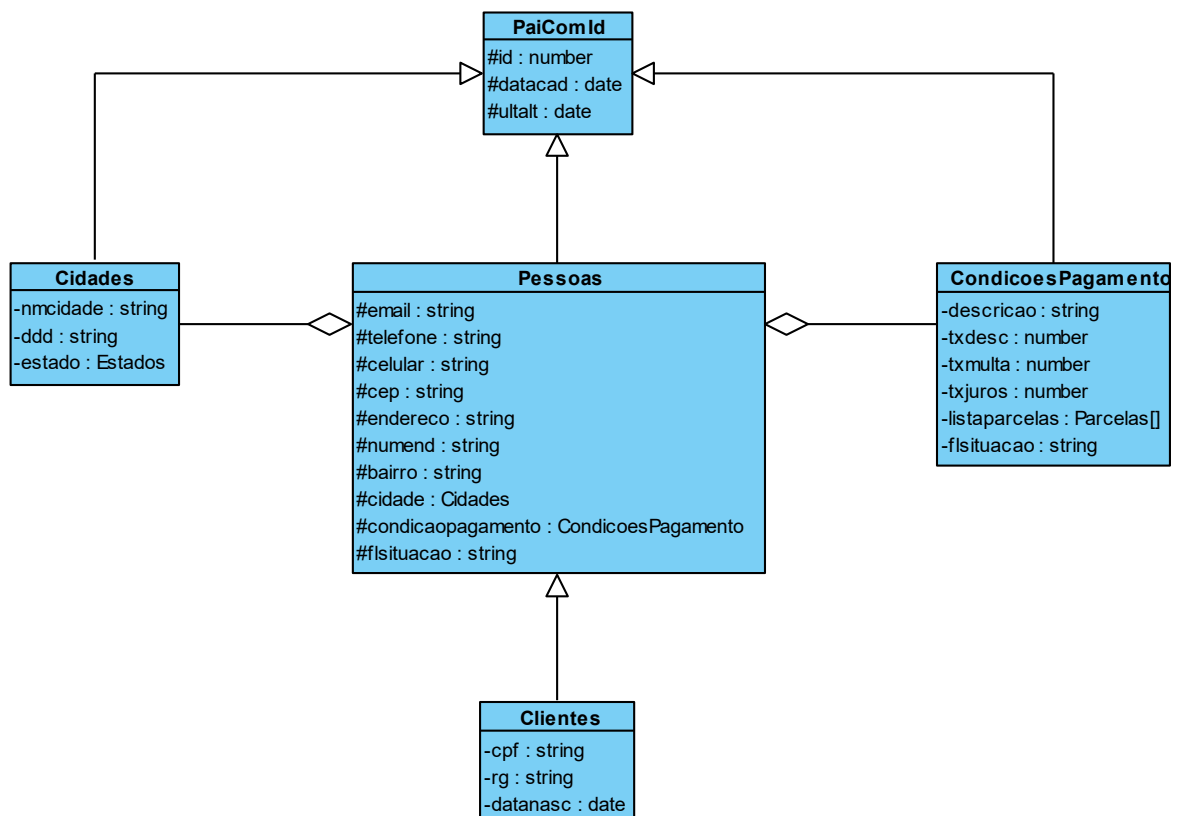 PaiComId
#id : number
#datacad : date
#ultalt : date
Cidades
-nmcidade : string
-ddd : string
-estado : Estados
Pessoas
#email : string
#telefone : string
#celular : string
#cep : string
#endereco : string
#numend : string
#bairro : string
#cidade : Cidades
#condicaopagamento : CondicoesPagamento
#flsituacao : string
CondicoesPagamento
-descricao : string
-txdesc : number
-txmulta : number
-txjuros : number
-listaparcelas : Parcelas[]
-flsituacao : string
Clientes
-cpf : string
-rg : string
-datanasc : date